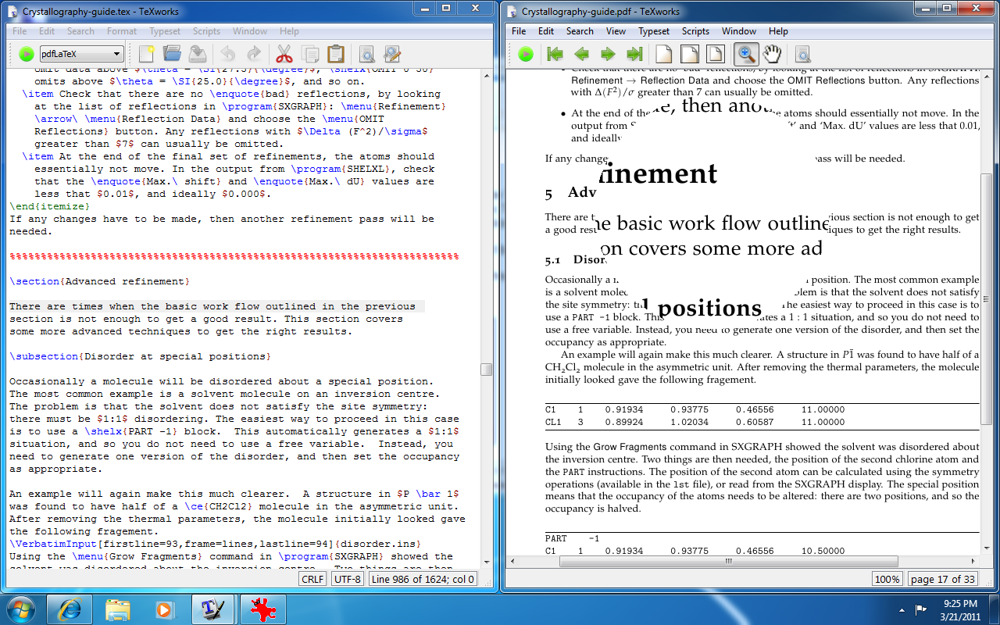 Crystallography-guide.tex - TeXworks
File Edit Search Format Typeset Scripts Window Help
pdfLaTeX
omit data above $\theta = \SI{27.5}{\degree}$, \shelx{OMIT 0 50}
omits above $\theta = \SI{25.0}{\degree}$, and so on.
\item Check that there are no \enquote{bad} reflections, by looking
at the list of reflections in \program{SXGRAPH}: \menu{Refinement}
\arrow\ \menu{Reflection Data} and choose the \menu{OMIT
Reflections} button. Any reflections with $\Delta (F^2)/\sigma$
greater than $7$ can usually be omitted.
\item At the end of the final set of refinements, the atoms should
essentially not move. In the output from \program{SHELXL}, check
that the \enquote{Max.\ shift} and \enquote{Max.\ dU} values are
less that $0.01$, and ideally $0.000$.
\end{itemize}
If any changes have to be made, then another refinement pass will be
needed.
%%%%%%%%%%%%%%%%%%%%%%%%%%%%%%%%%%%%%%%%%%%%%%%%%%%%%%%%%%%%%%%%%%%%%%%%%%
\section{Advanced refinement}
There are times when the basic work flow outlined in the previous
section is not enough to get a good result. This section covers
some more advanced techniques to get the right results.
\subsection{Disorder at special positions}
Occasionally a molecule will be disordered about a special position.
The most common example is a solvent molecule on an inversion centre.
The problem is that the solvent does not satisfy the site symmetry:
there must be $1:1$ disordering. The easiest way to proceed in this case
is to use a \shelx{PART -1} block.  This automatically generates a $1:1$
situation, and so you do not need to use a free variable.  Instead, you
need to generate one version of the disorder, and then set the occupancy
as appropriate.
An example will again make this much clearer.  A structure in $P \bar 1$
was found to have half of a \ce{CH2Cl2} molecule in the asymmetric unit.
After removing the thermal parameters, the molecule initially looked gave
the following fragement.
\VerbatimInput[firstline=93,frame=lines,lastline=94]{disorder.ins}
Using the \menu{Grow Fragments} command in \program{SXGRAPH} showed the
solvent was disordered about the inversion centre.  Two things are then
CRLF UTF-8 Line 986 of 1624; col 0
Crystallography-guide.pdf - TeXworks
File Edit Search View Typeset Scripts Window Help
• Check that there are no 'bad' reflections, by looking at the list of reflections in SXGRAPH:
Refinement → Reflection Data and choose the OMIT Reflections button. Any reflections
with Δ(F²)/σ greater than 7 can usually be omitted.
e, then
• At the end of the atoms should essentially not move. In the
output from and 'Max. dU' values are less that 0.01,
and ideally
If any change pass will be needed.
finement
5 Adv
There are ious section is not enough to get
he basic work flow outline
a good res iques to get the right results.
on covers some more ad
5.1 Disor
Occasionally a position. The most common example
is a solvent molec blem is that the solvent does not satisfy
the site symmetry: The easiest way to proceed in this case is to
l positions
use a PART -1 block. This ates a 1 : 1 situation, and so you do not need to
use a free variable. Instead, you need to generate one version of the disorder, and then set the
occupancy as appropriate.
An example will again make this much clearer. A structure in P1̄ was found to have half of a
CH₂Cl₂ molecule in the asymmetric unit. After removing the thermal parameters, the molecule
initially looked gave the following fragement.
C1 1 0.91934 0.93775 0.46556 11.00000
CL1 3 0.89924 1.02034 0.60587 11.00000
Using the Grow Fragments command in SXGRAPH showed the solvent was disordered about
the inversion centre. Two things are then needed, the position of the second chlorine atom and
the PART instructions. The position of the second atom can be calculated using the symmetry
operations (available in the lst file), or read from the SXGRAPH display. The special position
means that the occupancy of the atoms needs to be altered: there are two positions, and so the
occupancy is halved.
PART -1
C1 1 0.91934 0.93775 0.46556 10.50000
100% page 17 of 33
9:25 PM
3/21/2011